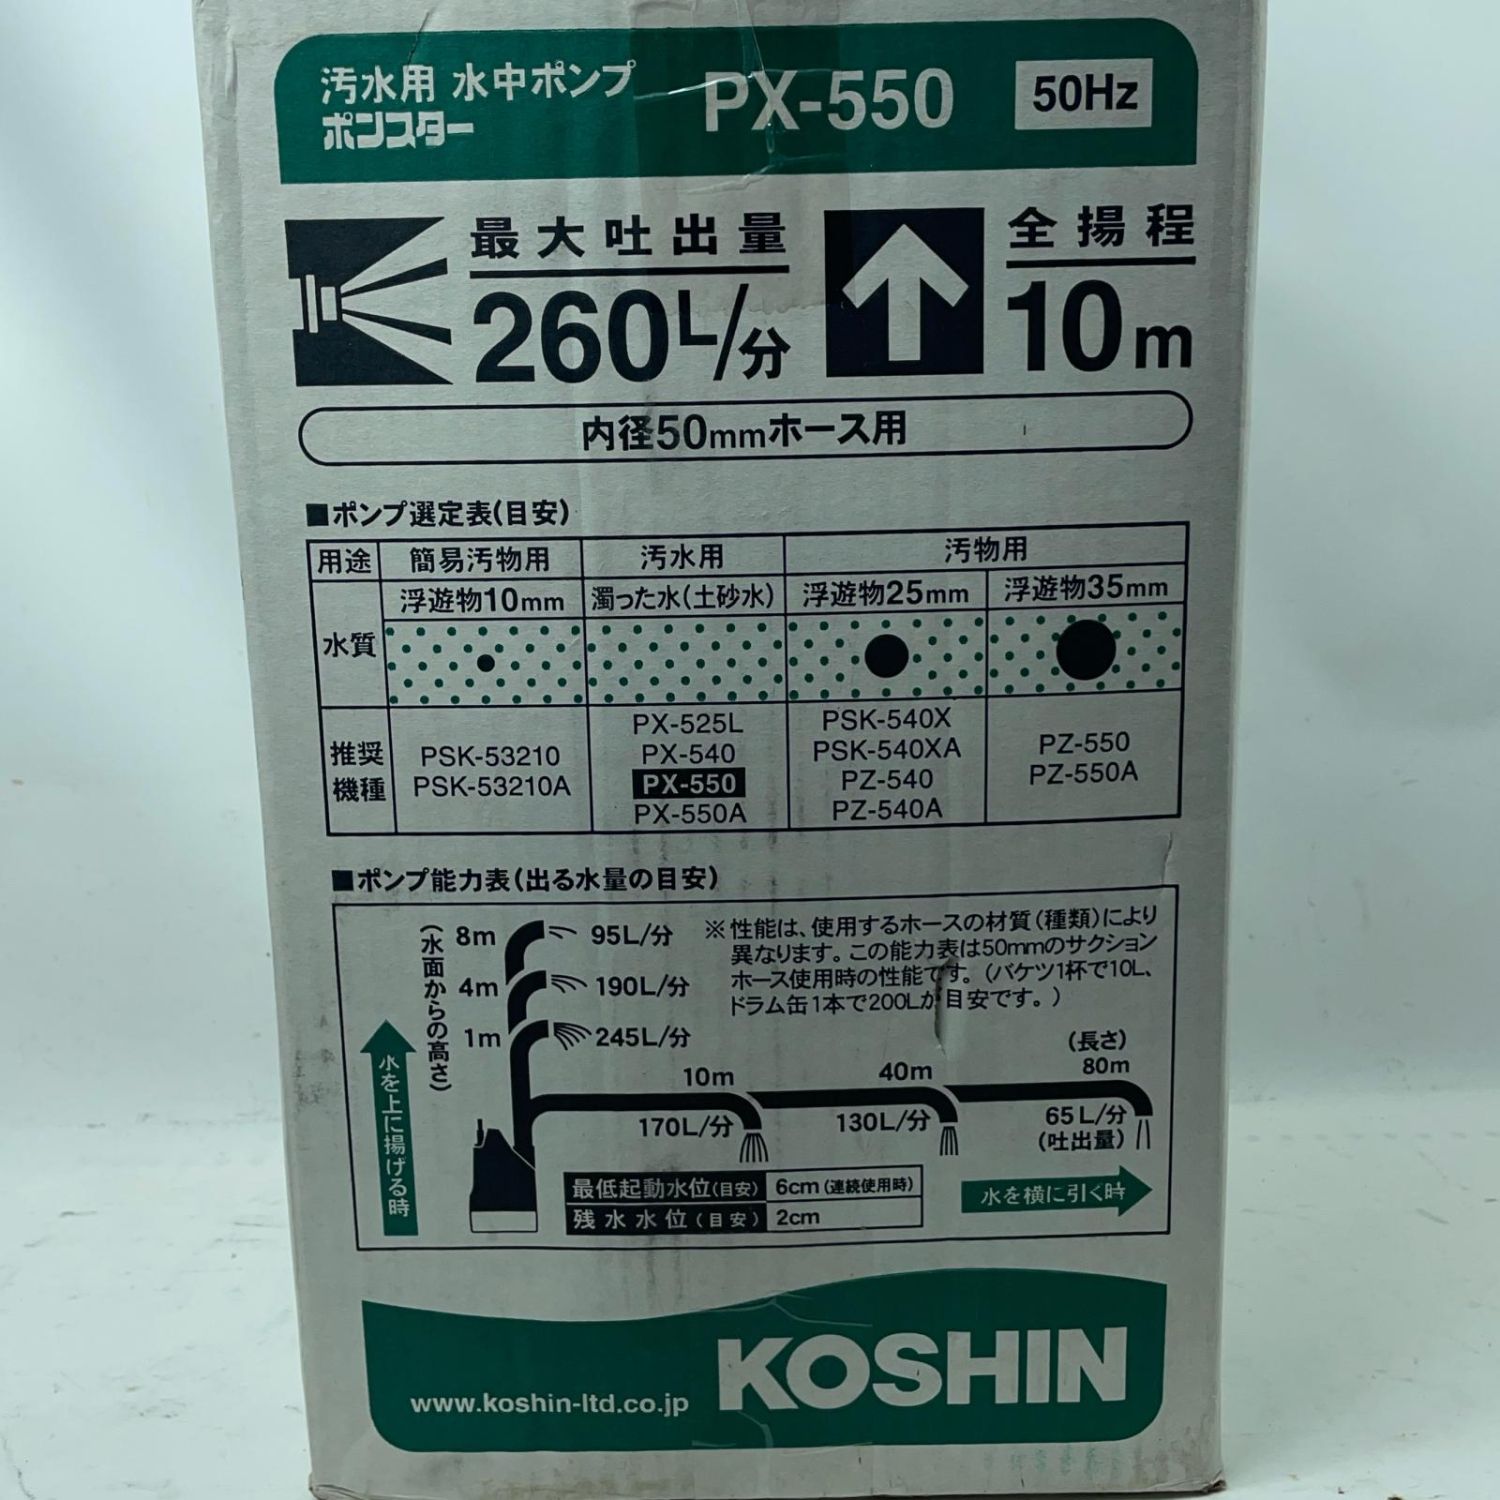 汚水用 水中ポンプ
ポンスター
PX-550
50Hz
最大吐出量
260L/分
全揚程
10m
内径50mmホース用
■ポンプ選定表(目安)
用途 簡易汚物用 汚水用 汚物用
水質 浮遊物10mm 濁った水(土砂水) 浮遊物25mm 浮遊物35mm
推奨機種
PSK-53210
PSK-53210A
PX-525L
PX-540
PX-550
PX-550A
PSK-540X
PSK-540XA
PZ-540
PZ-540A
PZ-550
PZ-550A
■ポンプ能力表(出る水量の目安)
(水面からの高さ)
8m 95L/分
4m 190L/分
1m 245L/分
水を上に揚げる時
※性能は、使用するホースの材質(種類)により
異なります。この能力表は50mmのサクション
ホース使用時の性能です。(バケツ1杯で10L、
ドラム缶1本で200Lが目安です。)
(長さ)
10m 40m 80m
170L/分 130L/分 65L/分
(吐出量)
最低起動水位(目安) 6cm(連続使用時)
残水水位(目安) 2cm
水を横に引く時
www.koshin-ltd.co.jp
KOSHIN